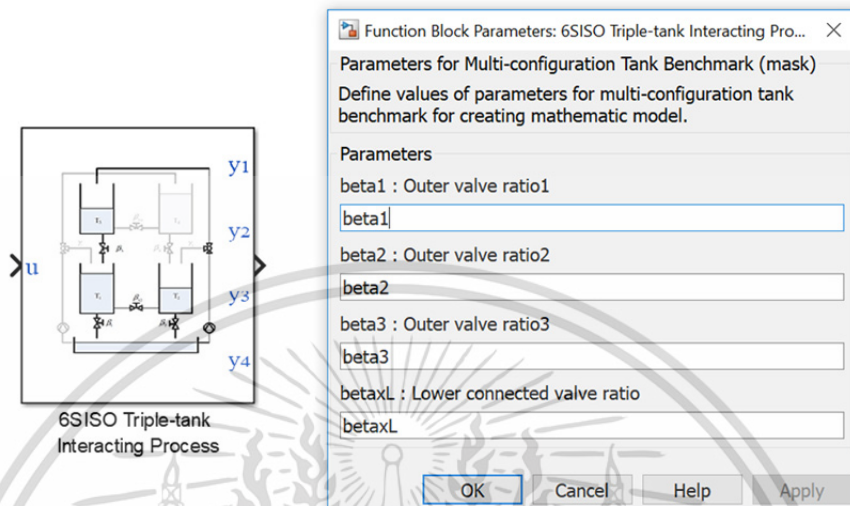 Function Block Parameters: 6SISO Triple-tank Interacting Pro...
Parameters for Multi-configuration Tank Benchmark (mask)
Define values of parameters for multi-configuration tank
benchmark for creating mathematic model.
Parameters
beta1 : Outer valve ratio1
beta1
beta2 : Outer valve ratio2
beta2
beta3 : Outer valve ratio3
beta3
betaxL : Lower connected valve ratio
betaxL
OK Cancel Help Apply
u
y1
y2
y3
y4
6SISO Triple-tank
Interacting Process